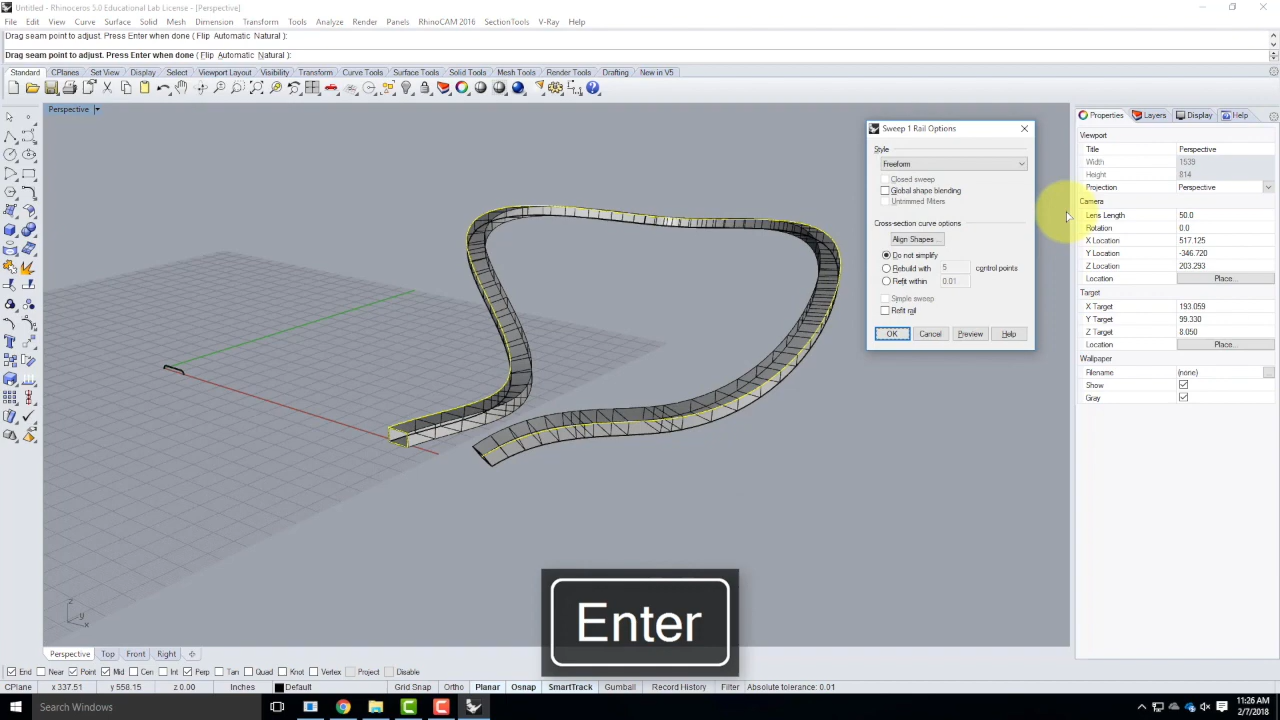 Untitled - Rhinoceros 5.0 Educational Lab License - [Perspective]
File Edit View Curve Surface Solid Mesh Dimension Transform Tools Analyze Render Panels RhinoCAM 2016 SectionTools V-Ray Help
Drag seam point to adjust. Press Enter when done ( Flip Automatic Natural ):
Drag seam point to adjust. Press Enter when done ( Flip Automatic Natural ):
Standard CPlanes Set View Display Select Viewport Layout Visibility Transform Curve Tools Surface Tools Solid Tools Mesh Tools Render Tools Drafting New in V5
Perspective
Sweep 1 Rail Options
Style
Freeform
Closed sweep
Global shape blending
Untrimmed Miters
Cross-section curve options
Align Shapes...
Do not simplify
Rebuild with 5 control points
Refit within 0.01
Simple sweep
Refit rail
OK Cancel Preview Help
Properties Layers Display Help
Viewport
Title Perspective
Width 1539
Height 814
Projection Perspective
Camera
Lens Length 50.0
Rotation 0.0
X Location 517.125
Y Location -346.720
Z Location 203.293
Location Place...
Target
X Target 193.059
Y Target 99.330
Z Target 8.050
Location Place...
Wallpaper
Filename (none)
Show
Gray
z
y
x
Enter
Perspective Top Front Right
End Near Point Mid Cen Int Perp Tan Quad Knot Vertex Project Disable
CPlane x 337.51 y 558.15 z 0.00 Inches Default Grid Snap Ortho Planar Osnap SmartTrack Gumball Record History Filter Absolute tolerance: 0.01
Search Windows
11:26 AM
2/7/2018